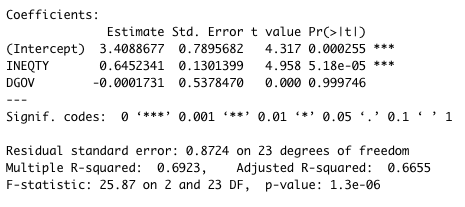 Coefficients:
Estimate Std. Error t value Pr(>|t|)
(Intercept) 3.4088677 0.7895682 4.317 0.000255 ***
INEQTY 0.6452341 0.1301399 4.958 5.18e-05 ***
DGOV -0.0001731 0.5378470 0.000 0.999746
---
Signif. codes: 0 ‘***’ 0.001 ‘**’ 0.01 ‘*’ 0.05 ‘.’ 0.1 ‘ ’ 1
Residual standard error: 0.8724 on 23 degrees of freedom
Multiple R-squared: 0.6923, Adjusted R-squared: 0.6655
F-statistic: 25.87 on 2 and 23 DF, p-value: 1.3e-06